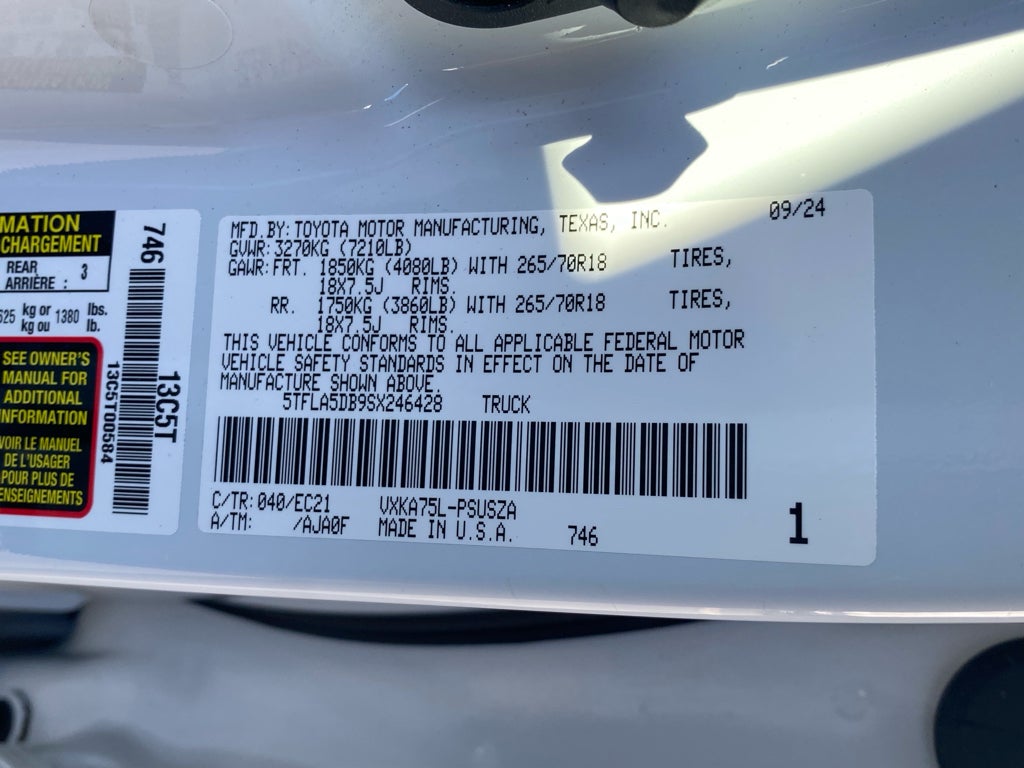 MATION
CHARGEMENT
REAR
ARRIÈRE : 3
625 kg or 1380 lbs.
kg ou lb.
SEE OWNER'S
MANUAL FOR
ADDITIONAL
INFORMATION
VOIR LE MANUEL
DE L'USAGER
POUR PLUS DE
RENSEIGNEMENTS
746
13C5T
13C5T00584
MFD.BY:TOYOTA MOTOR MANUFACTURING, TEXAS, INC. 09/24
GVWR:3270KG (7210LB)
GAWR:FRT. 1850KG (4080LB) WITH 265/70R18 TIRES,
18X7.5J RIMS.
RR. 1750KG (3860LB) WITH 265/70R18 TIRES,
18X7.5J RIMS.
THIS VEHICLE CONFORMS TO ALL APPLICABLE FEDERAL MOTOR
VEHICLE SAFETY STANDARDS IN EFFECT ON THE DATE OF
MANUFACTURE SHOWN ABOVE.
5TFLA5DB9SX246428 TRUCK
C/TR:040/EC21 VXKA75L-PSUSZA
A/TM: /AJA0F MADE IN U.S.A. 746 1